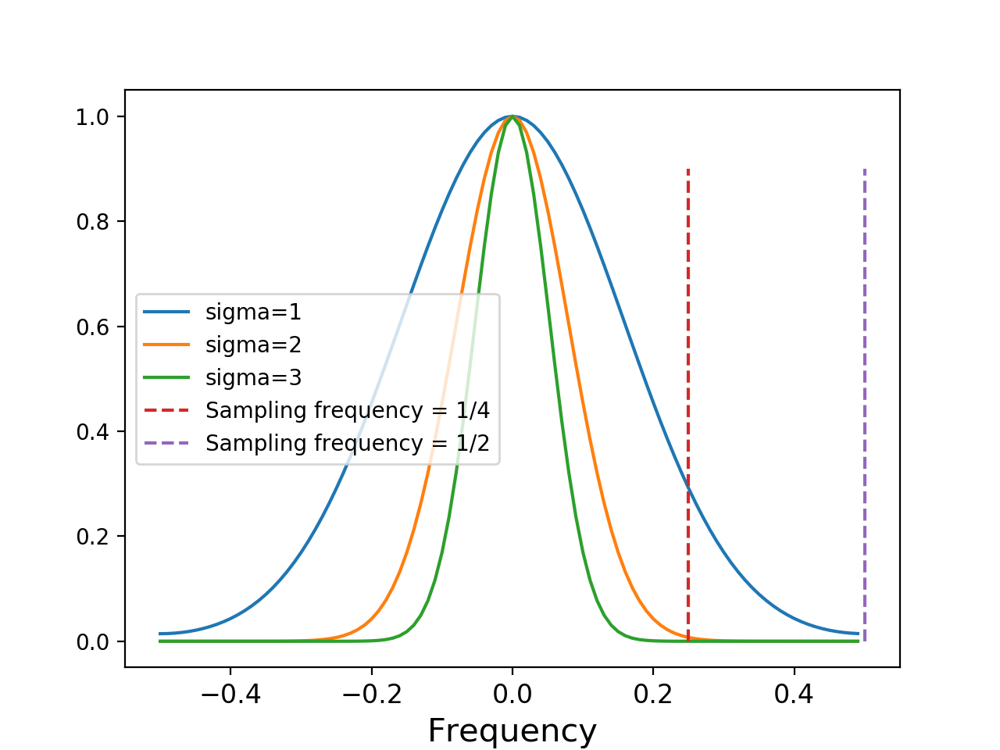 1.0
0.8
0.6
0.4
0.2
0.0
sigma=1
sigma=2
sigma=3
Sampling frequency = 1/4
Sampling frequency = 1/2
−0.4 −0.2 0.0 0.2 0.4
Frequency